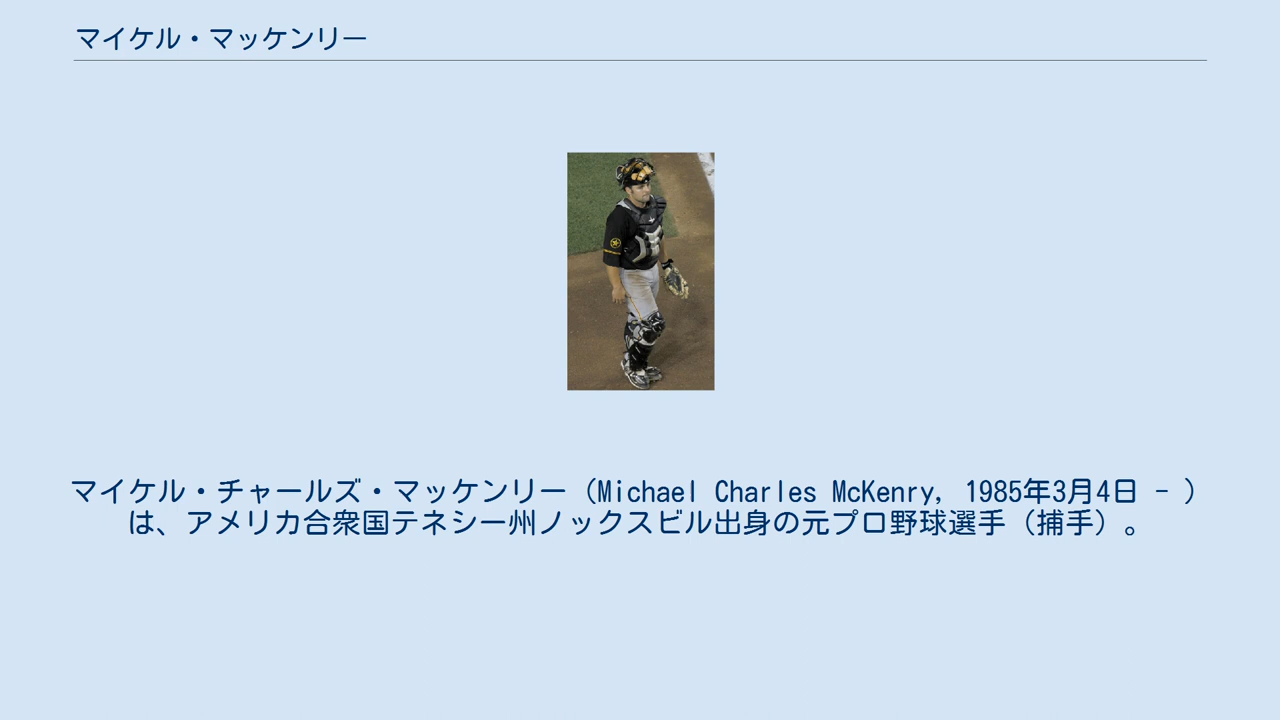 マイケル・マッケンリー
マイケル・チャールズ・マッケンリー（Michael Charles McKenry, 1985年3月4日 - ）
は、アメリカ合衆国テネシー州ノックスビル出身の元プロ野球選手（捕手）。